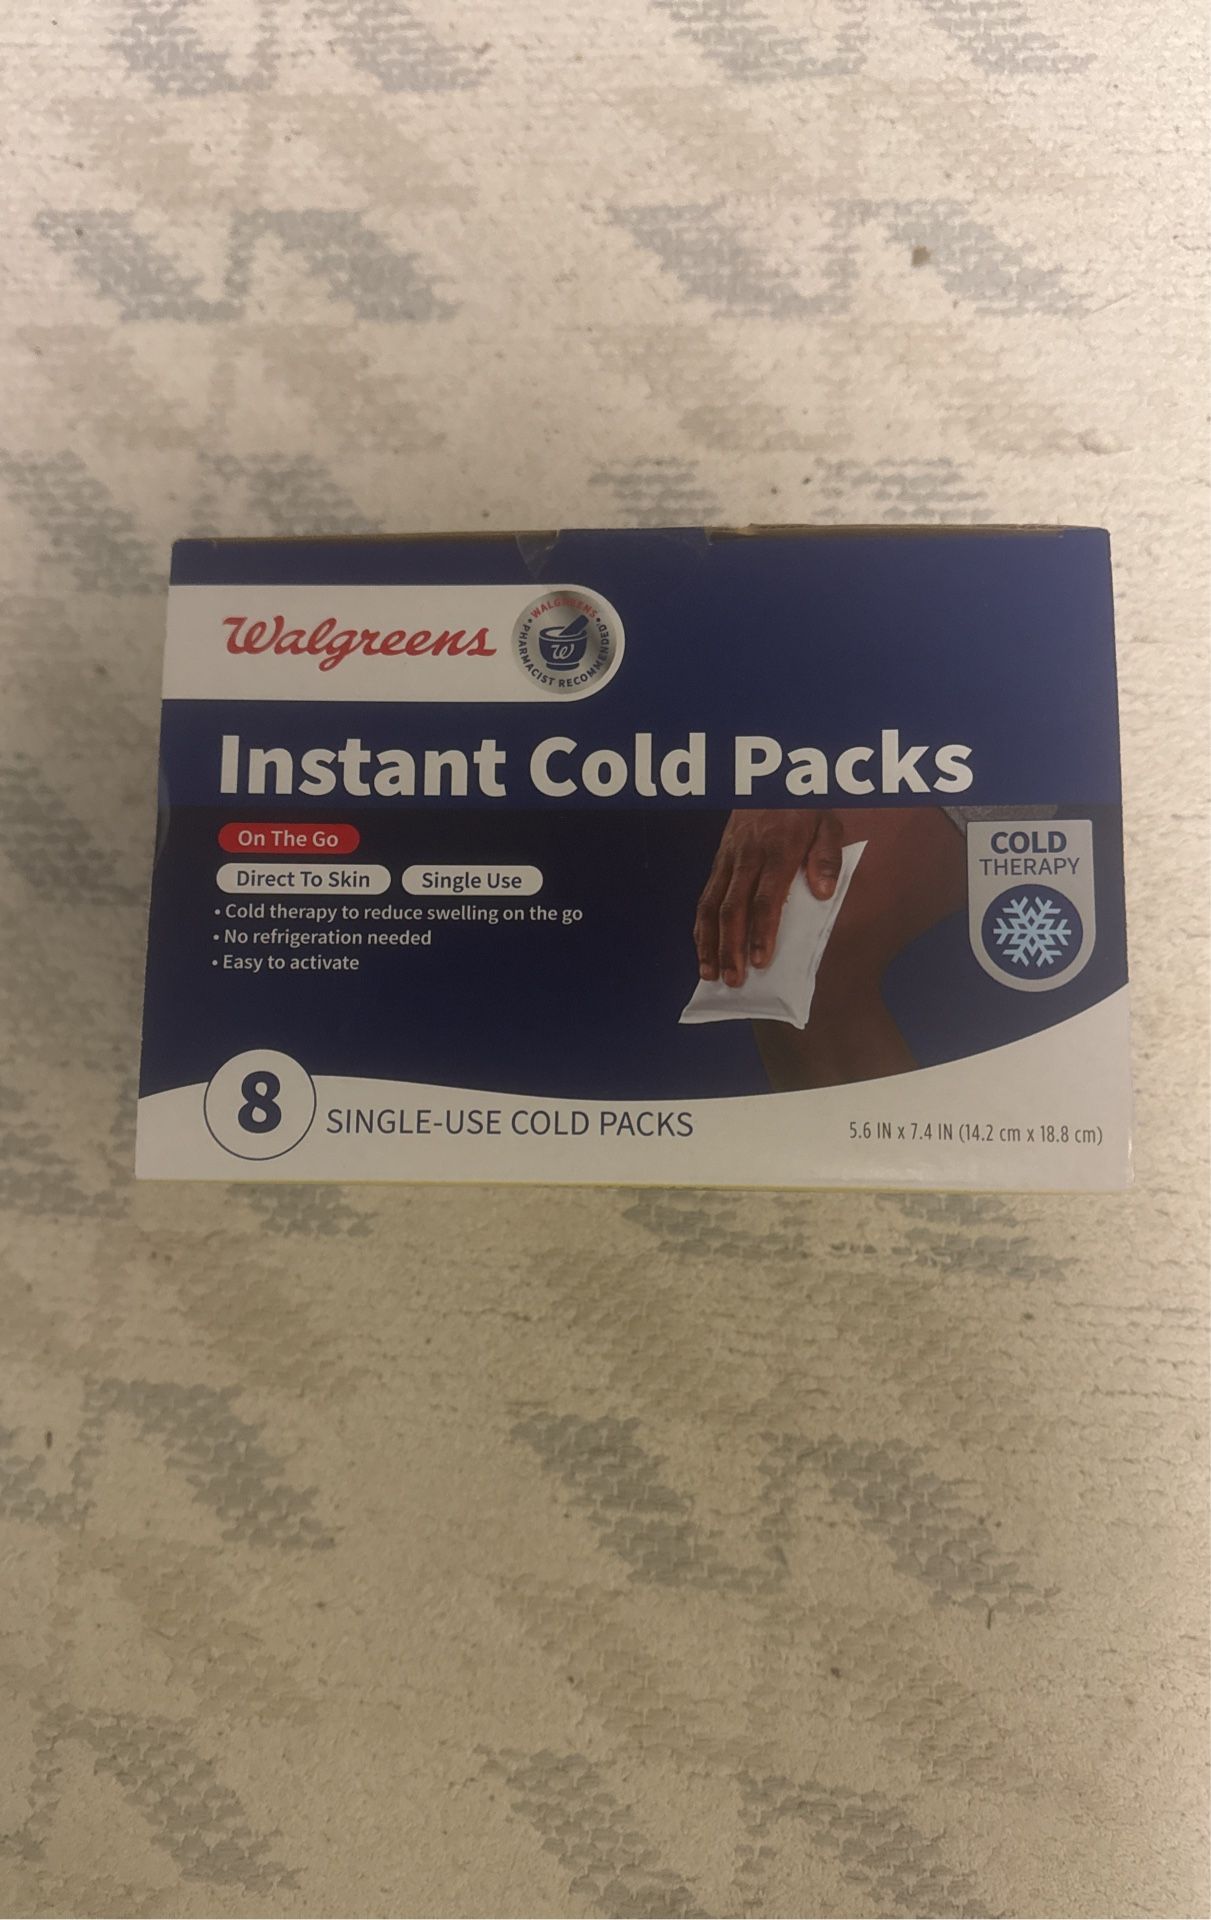 Walgreens
WALGREENS
PHARMACIST RECOMMENDED
W
Instant Cold Packs
On The Go
Direct To Skin Single Use
• Cold therapy to reduce swelling on the go
• No refrigeration needed
• Easy to activate
COLD
THERAPY
8 SINGLE-USE COLD PACKS
5.6 IN x 7.4 IN (14.2 cm x 18.8 cm)